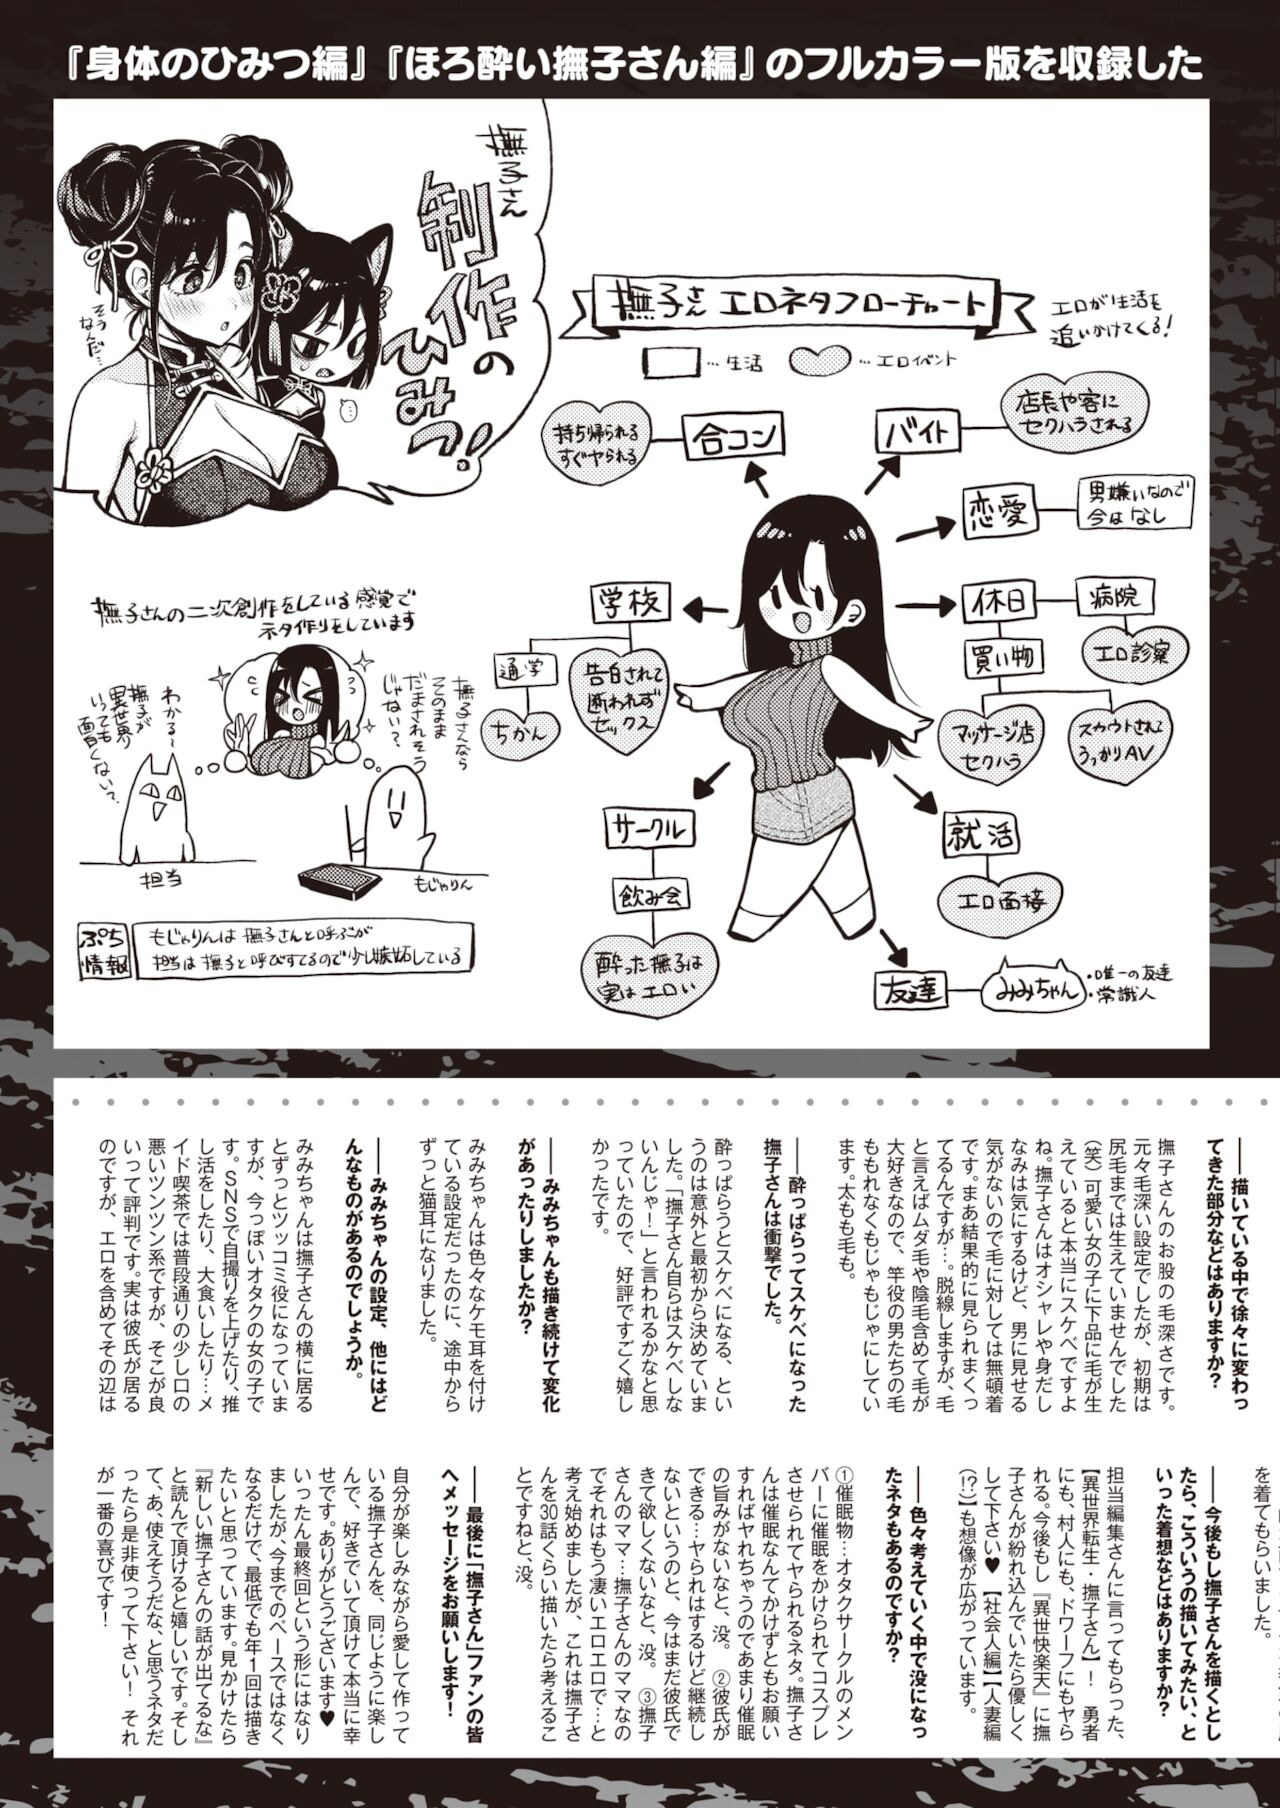 『身体のひみつ編』『ほろ酔い撫子さん編』のフルカラー版を収録した
撫子さん
制作の
ひみつ!
そう
なんだ…
撫子さん エロネタフローチャート
エロが生活を
追いかけてくる!
…生活
…エロイベント
合コン
持ち帰られる
すぐヤられる
バイト
店長や客に
セクハラされる
恋愛
男嫌いなので
今はなし
休日
病院
エロ診察
買い物
マッサージ店
セクハラ
スカウトされて
うっかりAV
就活
エロ面接
友達
みみちゃん
・唯一の友達
・常識人
学校
通学
ちかん
告白されて
断われず
セックス
サークル
飲み会
酔った撫子は
実はエロい
撫子さんの二次創作をしている感覚で
ネタ作りをしています
撫子さんなら
そのまま
だまされそう
じゃない?
わかる〜
撫子が
異世界
いっても
面白くない?
担当
もじゃりん
ぷち
情報
もじゃりんは撫子さんと呼ぶが
担当は撫子と呼びすてるので少し嫉妬している
――描いている中で徐々に変わっ
てきた部分などはありますか?
撫子さんのお股の毛深さです。
元々毛深い設定でしたが、初期は
尻毛までは生えていませんでした
(笑)可愛い女の子に下品に毛が生
えていると本当にスケベですよ
ね。撫子さんはオシャレや身だし
なみは気にするけど、男に見せる
気がないので毛に対しては無頓着
です。まあ結果的に見られまくっ
てるんですが…脱線しますが、毛
と言えばムダ毛や陰毛含めて毛が
大好きなので、竿役の男たちの毛
ももれなくもじゃもじゃにしてい
ます。太もも毛も。
――酔っぱらってスケベになった
撫子さんは衝撃でした。
酔っぱらうとスケベになる、とい
うのは意外と最初から決めていま
した。「撫子さん自らはスケベしな
いんじゃ!」と言われるかなと思
っていたので、好評ですごく嬉し
かったです。
――みみちゃんも描き続けて変化
があったりしましたか?
みみちゃんは色々なケモ耳を付け
ている設定だったのに、途中から
ずっと猫耳になりました。
――みみちゃんの設定、他にはど
んなものがあるのでしょうか。
みみちゃんは撫子さんの横に居る
とずっとツッコミ役になっていま
すが、今っぽいオタクの女の子で
す。SNSで自撮りを上げたり、推
し活をしたり、大食いしたり…メ
イド喫茶では普段通りの少し口の
悪いツンツン系ですが、そこが良
いって評判です。実は彼氏が居る
のですが、エロを含めてその辺は
を着てもらいました。
――今後もし撫子さんを描くとし
たら、こういうの描いてみたい、と
いった着想などはありますか?
担当編集さんに言ってもらった、
【異世界転生・撫子さん】! 勇者
にも、村人にも、ドワーフにもヤら
れる。今後もし『異世快楽天』に撫
子さんが紛れ込んでいたら優しく
して下さい♥ 【社会人編】【人妻編
(!?)】も想像が広がっています。
――色々考えていく中で没になっ
たネタもあるのですか?
①催眠物…オタクサークルのメン
バーに催眠をかけられてコスプレ
させられてヤられるネタ。撫子さ
んは催眠なんてかけずともお願い
すればヤれちゃうのであまり催眠
の旨みがないなと、没。 ②彼氏が
できる…ヤられはするけど継続し
ないというのと、今はまだ彼氏で
きて欲しくないなと、没。 ③撫子
さんのママ…撫子さんのママなの
でそれはもう凄いエロエロで…と
考え始めましたが、これは撫子さ
んを30話くらい描いたら考えるこ
とですねと、没。
――最後に「撫子さん」ファンの皆
へメッセージをお願いします!
自分が楽しみながら愛して作って
いる撫子さんを、同じように楽し
んで、好きでいて頂けて本当に幸
せです。ありがとうございます♥
いったん最終回という形にはなり
ましたが、今までのペースではなく
なるだけで、最低でも年1回は描き
たいと思っています。見かけたら
『新しい撫子さんの話が出てるな』
と読んで頂けると嬉しいです。そし
て、あ、使えそうだな、と思うネタだ
ったら是非使って下さい! それ
が一番の喜びです!